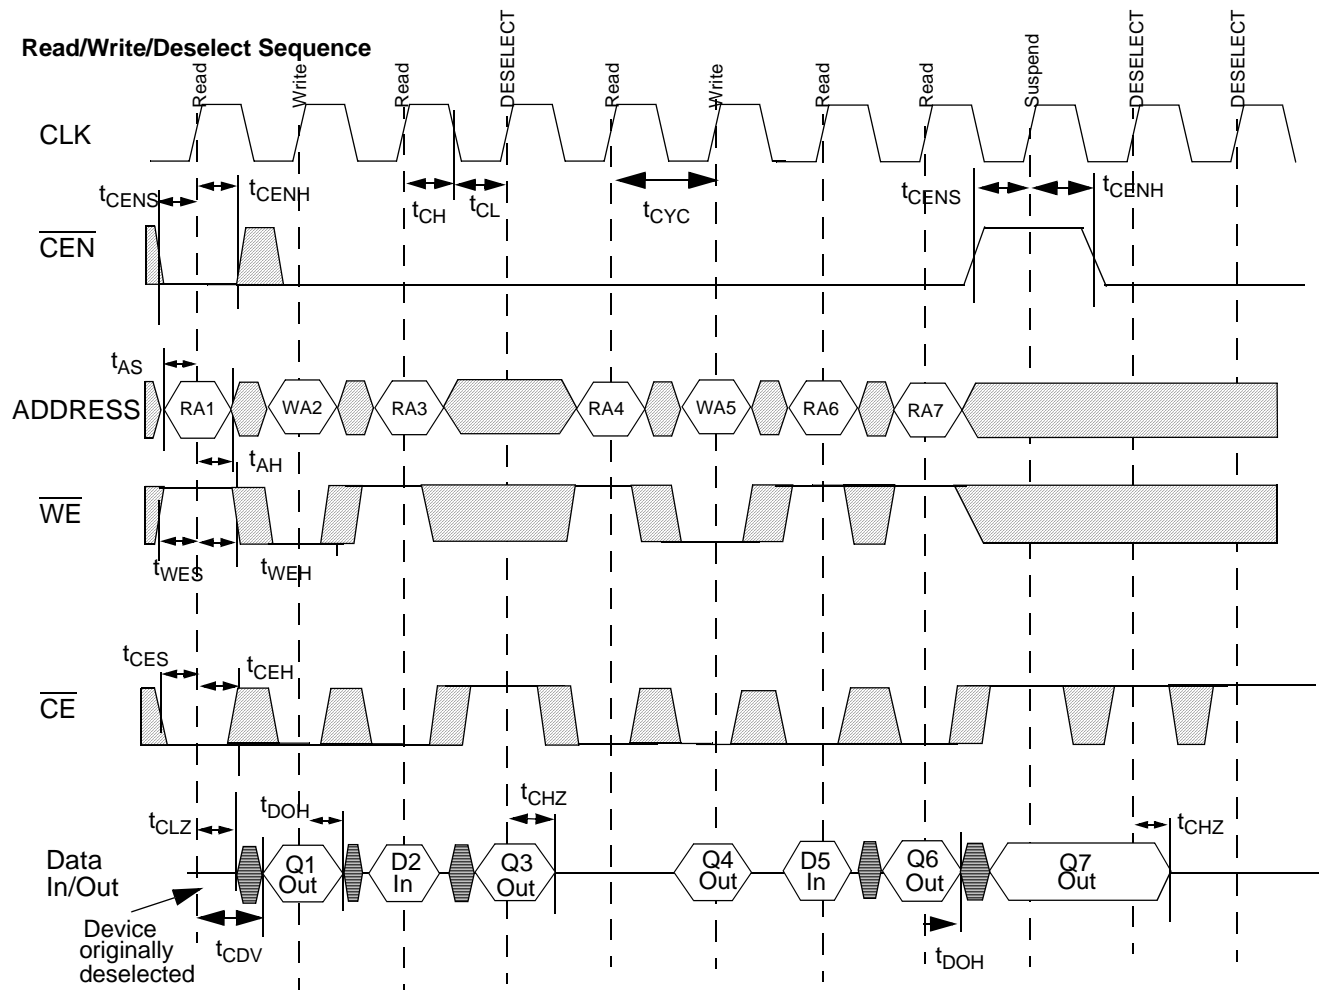 Read/Write/Deselect Sequence
Read
Write
Read
DESELECT
Read
Write
Read
Read
Suspend
DESELECT
DESELECT
CLK
tCENS
tCENH
tCH
tCL
tCYC
tCENS
tCENH
CEN
tAS
ADDRESS
RA1
WA2
RA3
RA4
WA5
RA6
RA7
tAH
WE
tWES
tWEH
tCES
tCEH
CE
tCLZ
tDOH
tCHZ
tCHZ
Data
In/Out
Q1
Out
D2
In
Q3
Out
Q4
Out
D5
In
Q6
Out
Q7
Out
Device
originally
deselected
tCDV
tDOH